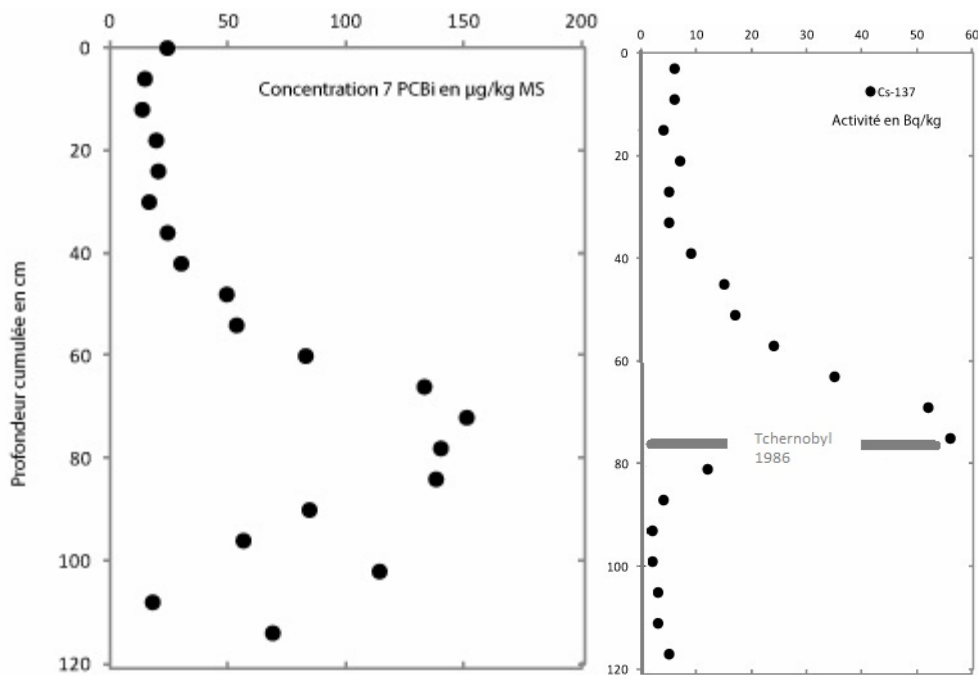 0 50 100 150 200
Concentration 7 PCBi en µg/kg MS
Profondeur cumulée en cm
0
20
40
60
80
100
120
0 10 20 30 40 50 60
Cs-137
Activité en Bq/kg
Tchernobyl
1986
0
20
40
60
80
100
120